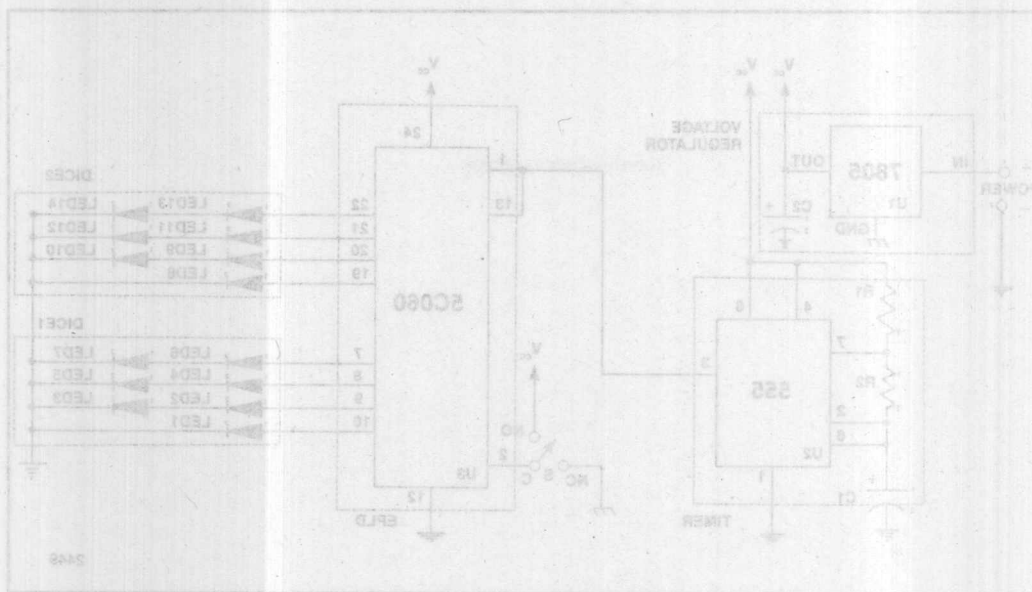 POWER
IN
7805
U1
OUT
GND
C2
+
Vcc
Vcc
VOLTAGE
REGULATOR
R1
R2
C1
+
7
2
6
4
8
3
1
555
U2
TIMER
Vcc
24
1
13
5C060
U3
2
12
EPLD
Vcc
NO
C
S
NC
22
21
20
19
7
8
9
10
DICE2
LED13 LED14
LED11 LED12
LED9 LED10
LED8
DICE1
LED6 LED7
LED4 LED5
LED2 LED3
LED1
2449